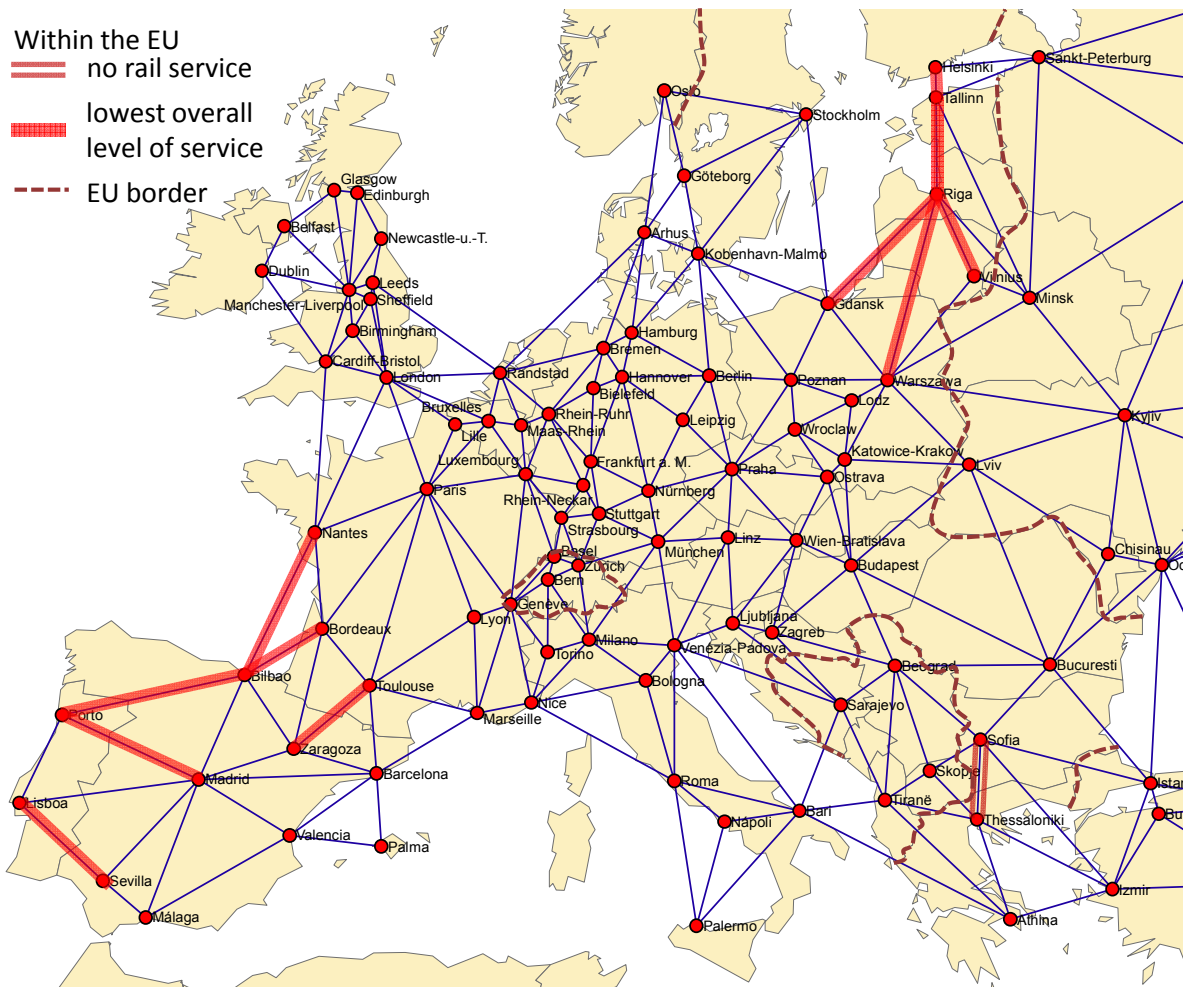 Within the EU
no rail service
lowest overall
level of service
EU border
Helsinki
Sankt-Peterburg
Oslo
Tallinn
Stockholm
Glasgow
Edinburgh
Göteborg
Riga
Belfast
Newcastle-u.-T.
Arhus
Kobenhavn-Malmö
Dublin
Leeds
Vilnius
Manchester-Liverpool
Sheffield
Gdansk
Minsk
Birmingham
Hamburg
Bremen
Cardiff-Bristol
London
Randstad
Hannover
Berlin
Poznan
Warszawa
Bielefeld
Lodz
Bruxelles
Rhein-Ruhr
Leipzig
Kyjiv
Lille
Maas-Rhein
Wroclaw
Luxembourg
Frankfurt a. M.
Praha
Katowice-Krakow
Lviv
Ostrava
Paris
Rhein-Neckar
Nürnberg
Stuttgart
Strasbourg
Nantes
München
Linz
Wien-Bratislava
Chisinau
Basel
Zürich
Budapest
Od
Bern
Genève
Lyon
Bordeaux
Ljubljana
Zagreb
Milano
Venezia-Padova
Torino
Beograd
Bucuresti
Bilbao
Toulouse
Bologna
Nice
Sarajevo
Porto
Marseille
Zaragoza
Sofia
Madrid
Barcelona
Roma
Skopje
Istan
Lisboa
Tiranë
Bari
Napoli
Thessaloniki
Bu
Valencia
Palma
Sevilla
Izmir
Málaga
Palermo
Athina